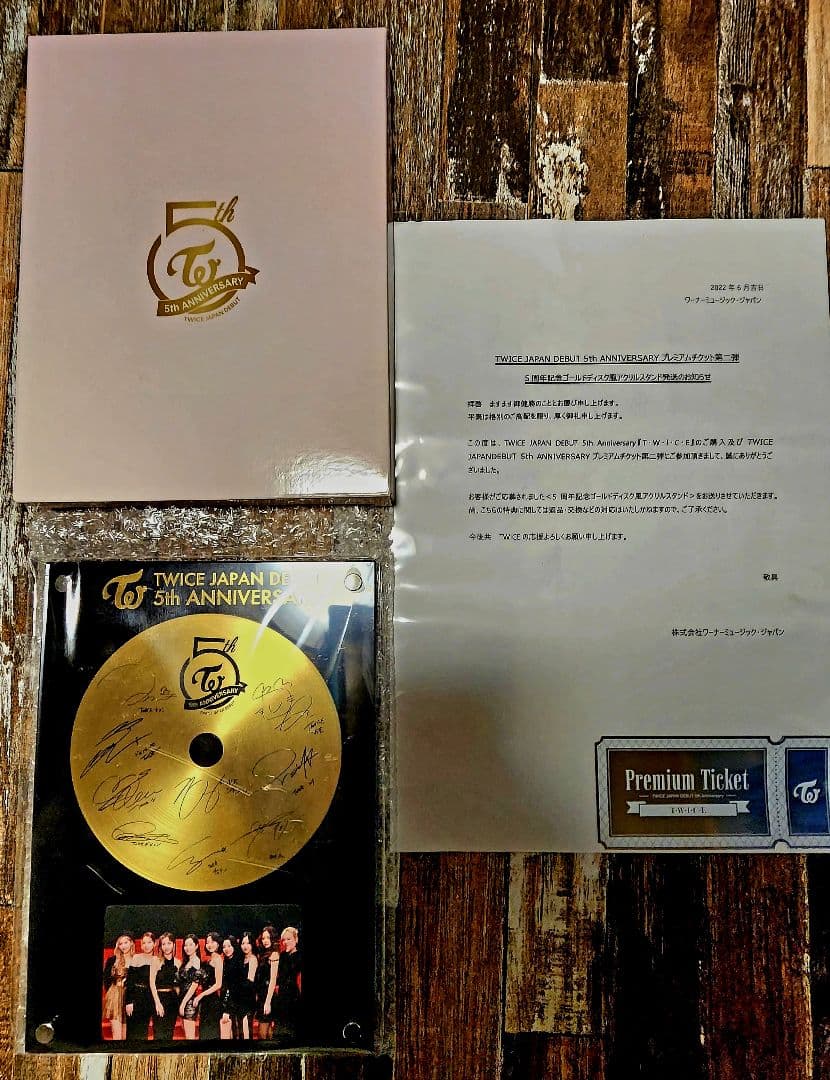 5th
5th ANNIVERSARY
TWICE JAPAN DEBUT
2022年6月吉日
ワーナーミュージック・ジャパン
TWICE JAPAN DEBUT 5th ANNIVERSARY プレミアムチケット第二弾
5周年記念ゴールドディスク風アクリルスタンド発送のお知らせ
拝啓 ますます御健勝のこととお慶び申し上げます。
平素は格別のご高配を賜り、厚く御礼申し上げます。
この度は、TWICE JAPAN DEBUT 5th Anniversary『T・W・I・C・E』のご購入及び TWICE
JAPANDEBUT 5th ANNIVERSARY プレミアムチケット第二弾にご参加頂きまして、誠にありがとうご
ざいました。
お客様がご応募されました<5 周年記念ゴールドディスク風アクリルスタンド>をお送りさせていただきます。
尚、こちらの特典に関しては返品・交換などの対応はいたしかねますので、ご了承ください。
今後共 TWICE の応援よろしくお願い申し上げます。
敬具
株式会社ワーナーミュージック・ジャパン
Premium Ticket
TWICE JAPAN DEBUT 5th Anniversary
T・W・I・C・E
TWICE JAPAN DE
5th ANNIVERSA
5th
5th ANNIVERSARY